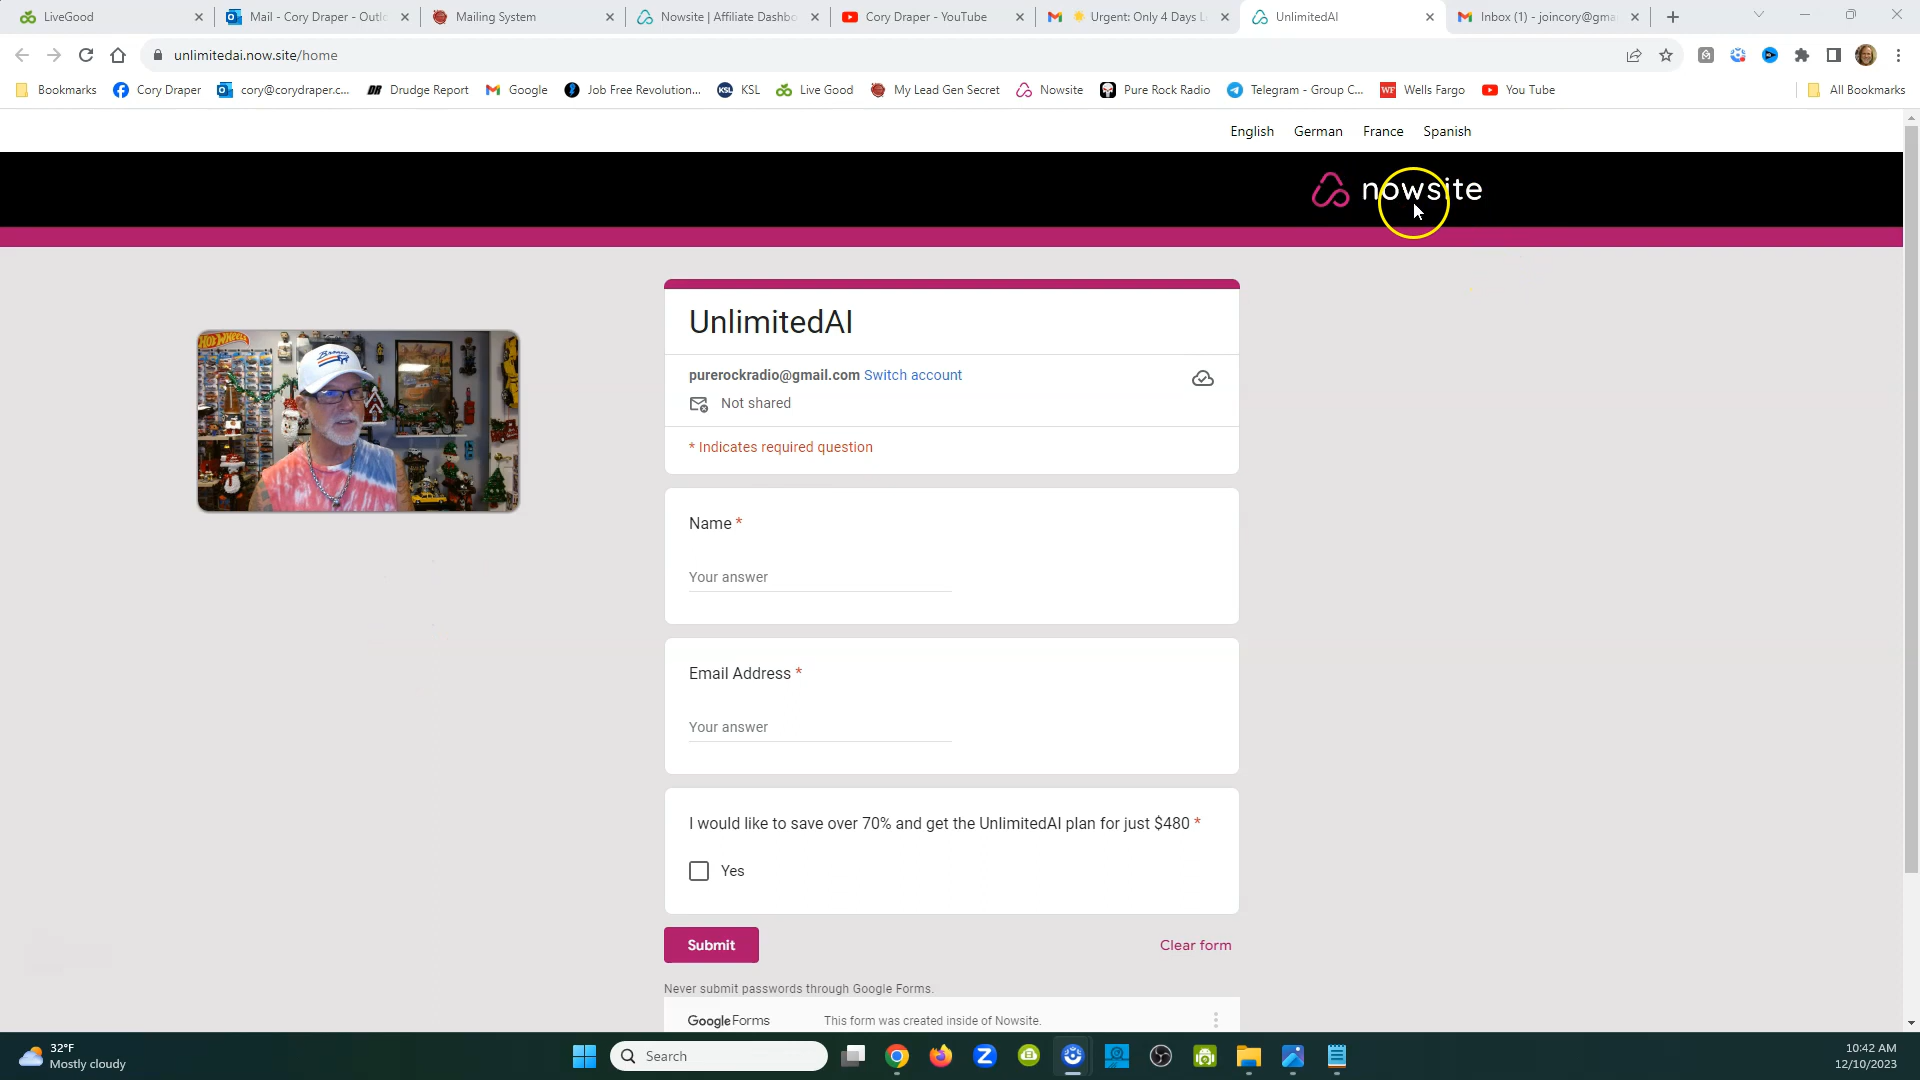 LiveGood
Mail - Cory Draper - Outlo
Mailing System
Nowsite | Affiliate Dashbo
Cory Draper - YouTube
Urgent: Only 4 Days L
UnlimitedAI
Inbox (1) - joincory@gma
unlimitedai.now.site/home
Bookmarks
Cory Draper
cory@corydraper.c...
Drudge Report
Google
Job Free Revolution...
KSL
Live Good
My Lead Gen Secret
Nowsite
Pure Rock Radio
Telegram - Group C...
Wells Fargo
You Tube
All Bookmarks
English German France Spanish
nowsite
HOT WHEELS
UnlimitedAI
purerockradio@gmail.com Switch account
Not shared
* Indicates required question
Name *
Your answer
Email Address *
Your answer
I would like to save over 70% and get the UnlimitedAI plan for just $480 *
Yes
Submit
Clear form
Never submit passwords through Google Forms.
Google Forms
This form was created inside of Nowsite.
32°F
Mostly cloudy
Search
10:42 AM
12/10/2023